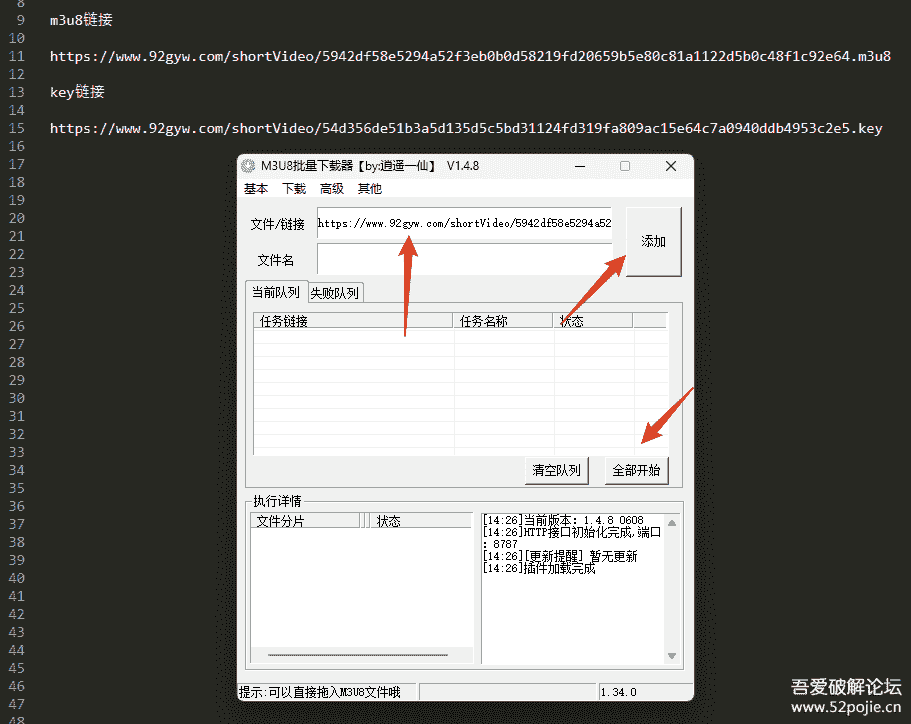 8
9 m3u8链接
10
11 https://www.92gyw.com/shortVideo/5942df58e5294a52f3eb0b0d58219fd20659b5e80c81a1122d5b0c48f1c92e64.m3u8
12
13 key链接
14
15 https://www.92gyw.com/shortVideo/54d356de51b3a5d135d5c5bd31124fd319fa809ac15e64c7a0940ddb4953c2e5.key
16
17
18
19
20
21
22
23
24
25
26
27
28
29
30
31
32
33
34
35
36
37
38
39
40
41
42
43
44
45
46
47
48
M3U8批量下载器【by:逍遥一仙】 V1.4.8
基本 下载 高级 其他
文件/链接 https://www.92gyw.com/shortVideo/5942df58e5294a52
添加
文件名
当前队列 失败队列
任务链接 任务名称 状态
清空队列 全部开始
执行详情
文件分片 状态
[14:26]当前版本: 1.4.8 0608
[14:26]HTTP接口初始化完成,端口
: 8787
[14:26][更新提醒] 暂无更新
[14:26]插件加载完成
提示:可以直接拖入M3U8文件哦 1.34.0
吾爱破解论坛
www.52pojie.cn